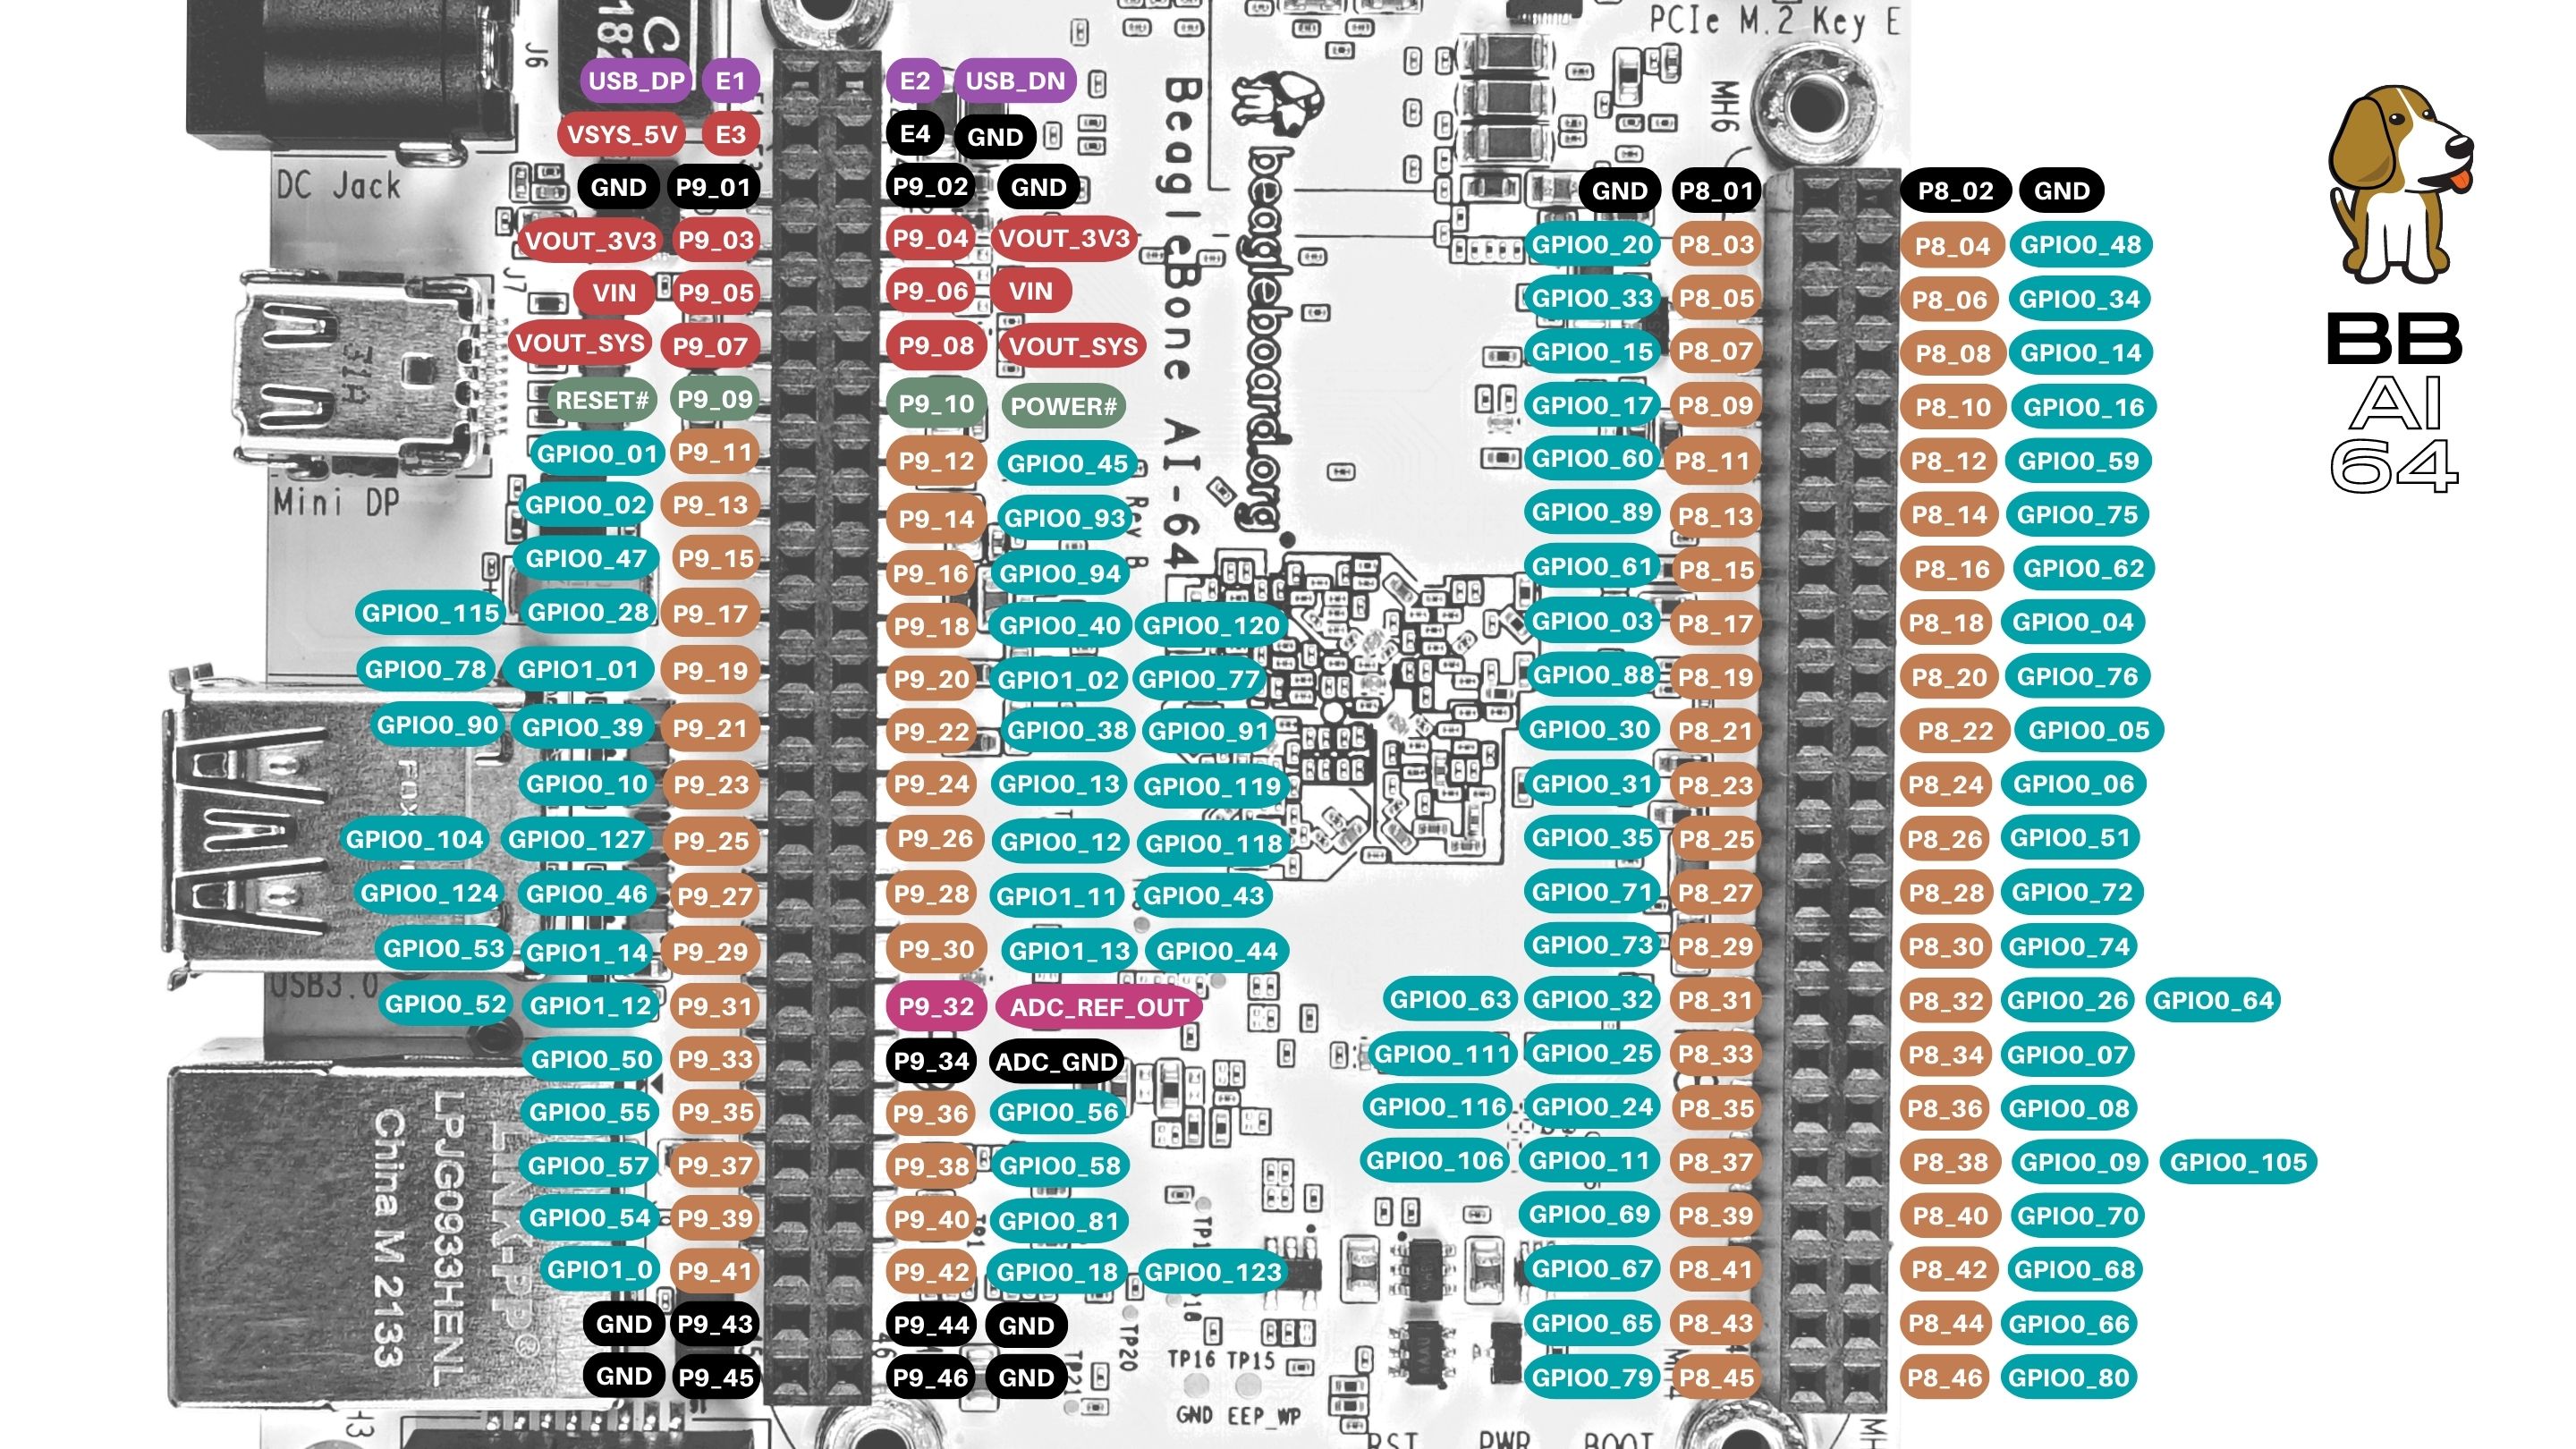 PCIe M.2 Key E
J6
MH6
USB_DP E1 E2 USB_DN
VSYS_5V E3 E4 GND
DC Jack
GND P9_01 P9_02 GND
VOUT_3V3 P9_03 P9_04 VOUT_3V3
VIN P9_05 P9_06 VIN
J7
VOUT_SYS P9_07 P9_08 VOUT_SYS
RESET# P9_09 P9_10 POWER#
GPIO0_01 P9_11 P9_12 GPIO0_45
Mini DP
GPIO0_02 P9_13 P9_14 GPIO0_93
GPIO0_47 P9_15 P9_16 GPIO0_94
GPIO0_115 GPIO0_28 P9_17 P9_18 GPIO0_40 GPIO0_120
GPIO0_78 GPIO1_01 P9_19 P9_20 GPIO1_02 GPIO0_77
GPIO0_90 GPIO0_39 P9_21 P9_22 GPIO0_38 GPIO0_91
GPIO0_10 P9_23 P9_24 GPIO0_13 GPIO0_119
GPIO0_104 GPIO0_127 P9_25 P9_26 GPIO0_12 GPIO0_118
GPIO0_124 GPIO0_46 P9_27 P9_28 GPIO1_11 GPIO0_43
GPIO0_53 GPIO1_14 P9_29 P9_30 GPIO1_13 GPIO0_44
USB3.0
GPIO0_52 GPIO1_12 P9_31 P9_32 ADC_REF_OUT
GPIO0_50 P9_33 P9_34 ADC_GND
GPIO0_55 P9_35 P9_36 GPIO0_56
GPIO0_57 P9_37 P9_38 GPIO0_58
GPIO0_54 P9_39 P9_40 GPIO0_81
GPIO1_0 P9_41 P9_42 GPIO0_18 GPIO0_123
GND P9_43 P9_44 GND
GND P9_45 P9_46 GND
LINK-PP®
LPJG0933HENL
China M 2133
BeagleBone AI-64
Rev B
beagleboard.org
GND P8_01 P8_02 GND
GPIO0_20 P8_03 P8_04 GPIO0_48
GPIO0_33 P8_05 P8_06 GPIO0_34
GPIO0_15 P8_07 P8_08 GPIO0_14
GPIO0_17 P8_09 P8_10 GPIO0_16
GPIO0_60 P8_11 P8_12 GPIO0_59
GPIO0_89 P8_13 P8_14 GPIO0_75
GPIO0_61 P8_15 P8_16 GPIO0_62
GPIO0_03 P8_17 P8_18 GPIO0_04
GPIO0_88 P8_19 P8_20 GPIO0_76
GPIO0_30 P8_21 P8_22 GPIO0_05
GPIO0_31 P8_23 P8_24 GPIO0_06
GPIO0_35 P8_25 P8_26 GPIO0_51
GPIO0_71 P8_27 P8_28 GPIO0_72
GPIO0_73 P8_29 P8_30 GPIO0_74
GPIO0_63 GPIO0_32 P8_31 P8_32 GPIO0_26 GPIO0_64
GPIO0_111 GPIO0_25 P8_33 P8_34 GPIO0_07
GPIO0_116 GPIO0_24 P8_35 P8_36 GPIO0_08
GPIO0_106 GPIO0_11 P8_37 P8_38 GPIO0_09 GPIO0_105
GPIO0_69 P8_39 P8_40 GPIO0_70
GPIO0_67 P8_41 P8_42 GPIO0_68
GPIO0_65 P8_43 P8_44 GPIO0_66
GPIO0_79 P8_45 P8_46 GPIO0_80
TP20
TP16 TP15
GND EEP_WP
RST PWR BOOT
BB
AI
64